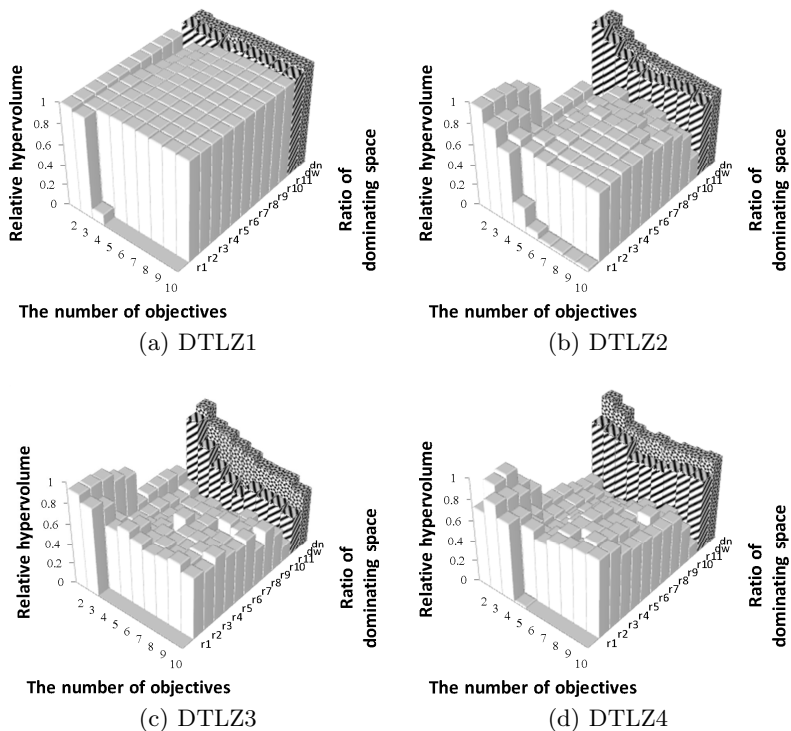 Relative hypervolume
1
0.8
0.6
0.4
0.2
0
2
3
4
5
6
7
8
9
10
r1
r2
r3
r4
r5
r6
r7
r8
r9
r10
r11
dw
dn
Ratio of
dominating space
The number of objectives
(a) DTLZ1
Relative hypervolume
1
0.8
0.6
0.4
0.2
0
2
3
4
5
6
7
8
9
10
r1
r2
r3
r4
r5
r6
r7
r8
r9
r10
r11
dw
dn
Ratio of
dominating space
The number of objectives
(b) DTLZ2
Relative hypervolume
1
0.8
0.6
0.4
0.2
0
2
3
4
5
6
7
8
9
10
r1
r2
r3
r4
r5
r6
r7
r8
r9
r10
r11
dw
dn
Ratio of
dominating space
The number of objectives
(c) DTLZ3
Relative hypervolume
1
0.8
0.6
0.4
0.2
0
2
3
4
5
6
7
8
9
10
r1
r2
r3
r4
r5
r6
r7
r8
r9
r10
r11
dw
dn
Ratio of
dominating space
The number of objectives
(d) DTLZ4